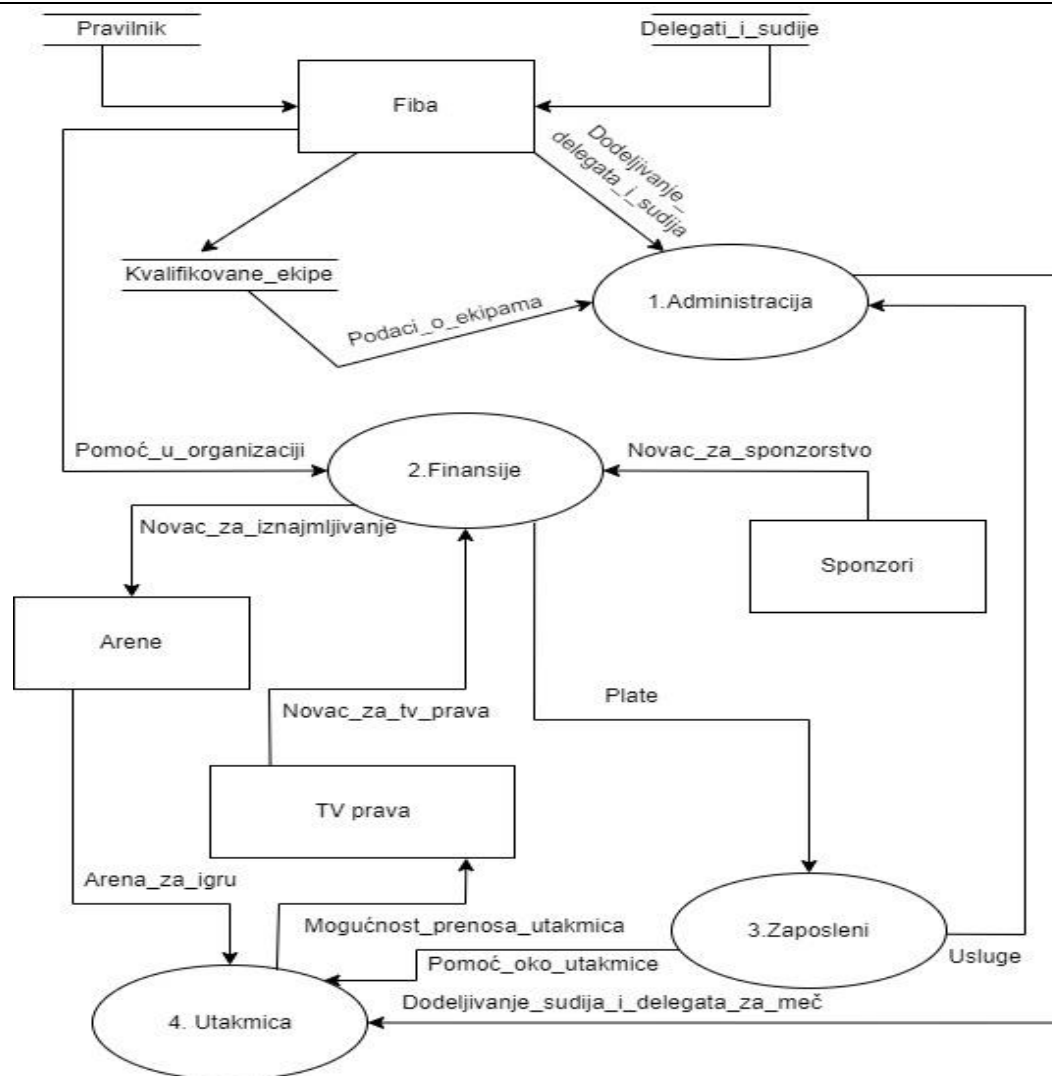 Pravilnik
Delegati_i_sudije
Fiba
Dodeljivanje_
delegata_i_sudija
Kvalifikovane_ekipe
1.Administracija
Podaci_o_ekipama
Pomoć_u_organizaciji
2.Finansije
Novac_za_sponzorstvo
Novac_za_iznajmljivanje
Sponzori
Arene
Plate
Novac_za_tv_prava
TV prava
Arena_za_igru
Mogućnost_prenosa_utakmica
3.Zaposleni
Usluge
Pomoć_oko_utakmice
Dodeljivanje_sudija_i_delegata_za_meč
4. Utakmica